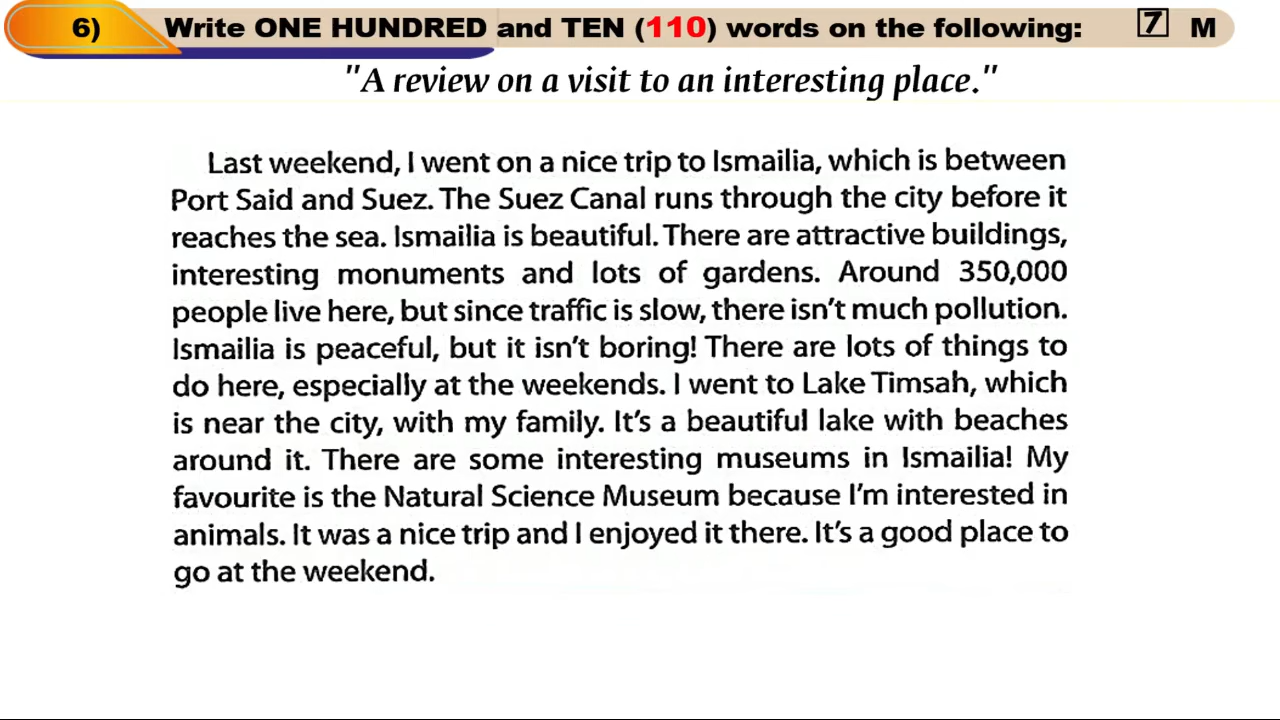 6) Write ONE HUNDRED and TEN (110) words on the following: 7 M
"A review on a visit to an interesting place."
Last weekend, I went on a nice trip to Ismailia, which is between
Port Said and Suez. The Suez Canal runs through the city before it
reaches the sea. Ismailia is beautiful. There are attractive buildings,
interesting monuments and lots of gardens. Around 350,000
people live here, but since traffic is slow, there isn't much pollution.
Ismailia is peaceful, but it isn't boring! There are lots of things to
do here, especially at the weekends. I went to Lake Timsah, which
is near the city, with my family. It's a beautiful lake with beaches
around it. There are some interesting museums in Ismailia! My
favourite is the Natural Science Museum because I'm interested in
animals. It was a nice trip and I enjoyed it there. It's a good place to
go at the weekend.